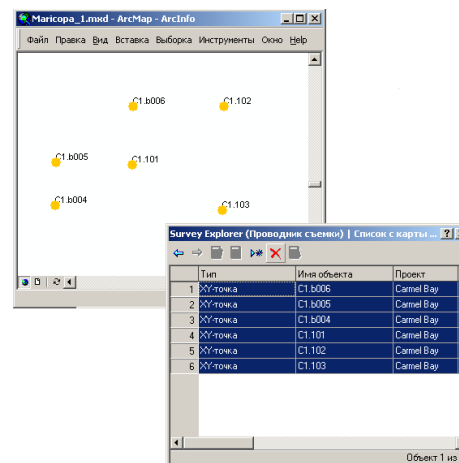 Maricopa_1.mxd - ArcMap - ArcInfo
Файл Правка Вид Вставка Выборка Инструменты Окно Help
C1.b006
C1.102
C1.b005
C1.101
C1.b004
C1.103
Survey Explorer (Проводник съемки) | Список с карты ...
Тип Имя объекта Проект
1 XY-точка C1.b006 Carmel Bay
2 XY-точка C1.b005 Carmel Bay
3 XY-точка C1.b004 Carmel Bay
4 XY-точка C1.101 Carmel Bay
5 XY-точка C1.102 Carmel Bay
6 XY-точка C1.103 Carmel Bay
Объект 1 из